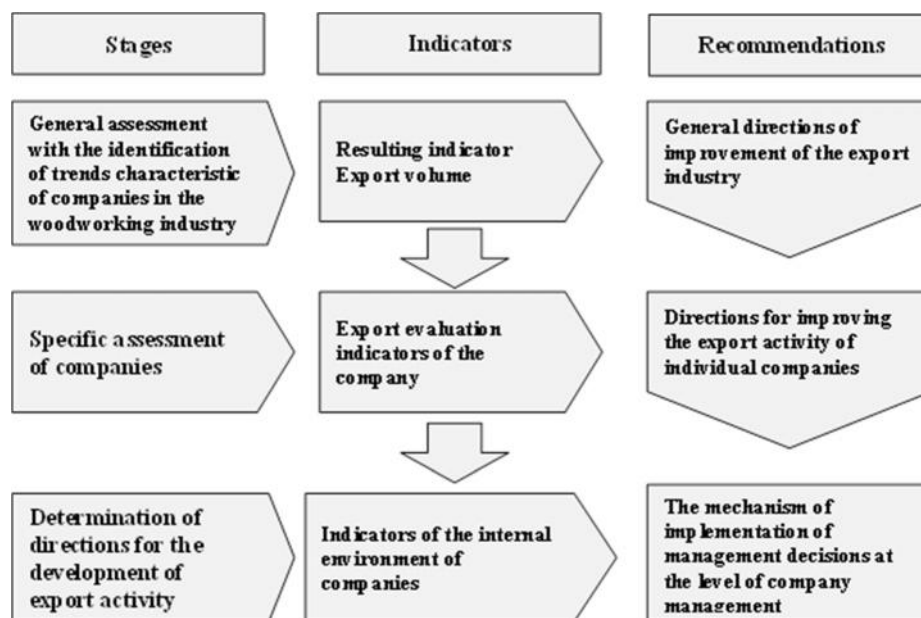 Stages
Indicators
Recommendations
General assessment
with the identification
of trends characteristic
of companies in the
woodworking industry
Resulting indicator
Export volume
General directions of
improvement of the export
industry
Specific assessment
of companies
Export evaluation
indicators of the
company
Directions for improving
the export activity of
individual companies
Determination of
directions for the
development of
export activity
Indicators of the internal
environment of
companies
The mechanism of
implementation of
management decisions at
the level of company
management